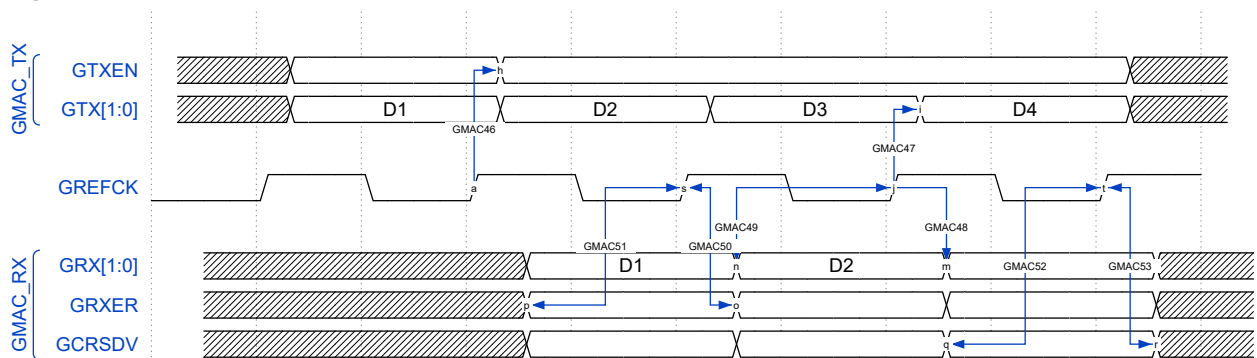 GMAC_TX
GTXEN
h
GTX[1:0]
D1
D2
D3
i
D4
GMAC46
GMAC47
GREFCK
a
s
j
t
GMAC49
GMAC48
GMAC51
GMAC50
GMAC_RX
GRX[1:0]
D1
n
D2
m
GMAC52
GMAC53
GRXER
p
o
GCRSDV
q
r